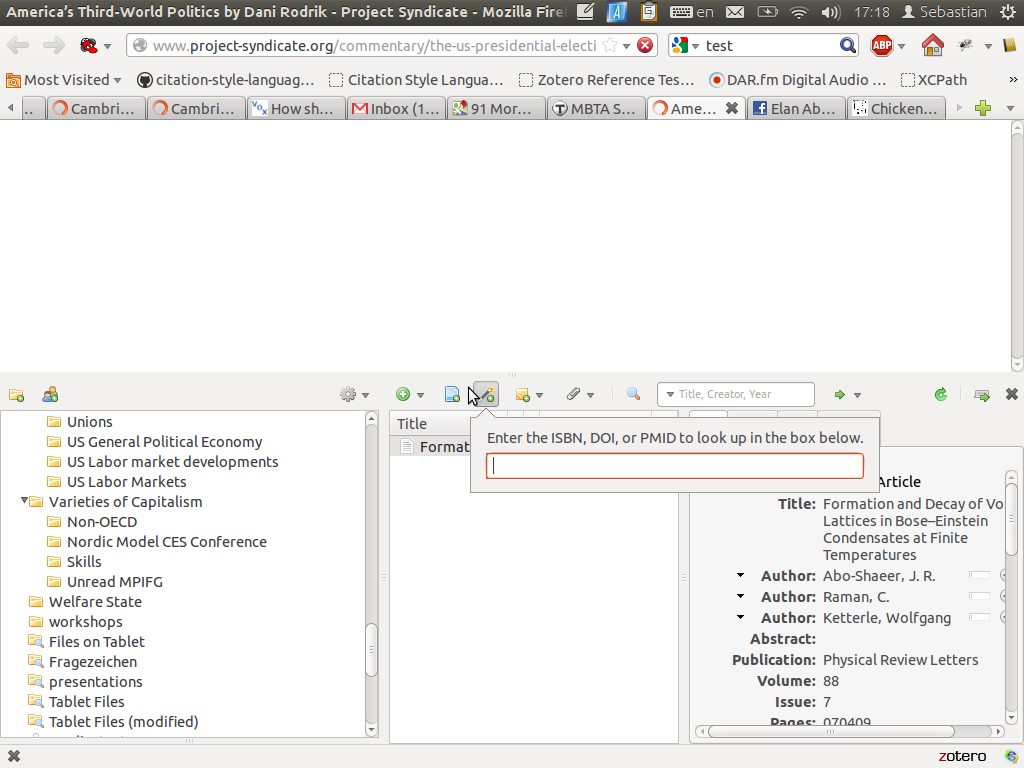 America's Third-World Politics by Dani Rodrik - Project Syndicate - Mozilla Fire
en
17:18
Sebastian
www.project-syndicate.org/commentary/the-us-presidential-electi
test
ABP
Most Visited
citation-style-languag...
Citation Style Langua...
Zotero Reference Tes...
DAR.fm Digital Audio ...
XCPath
»
..
Cambri...
Cambri...
How sh...
Inbox (1...
91 Mor...
MBTA S...
Ame...
Elan Ab...
Chicken...
Title, Creator, Year
Unions
US General Political Economy
US Labor market developments
US Labor Markets
Varieties of Capitalism
Non-OECD
Nordic Model CES Conference
Skills
Unread MPIFG
Welfare State
workshops
Files on Tablet
Fragezeichen
presentations
Tablet Files
Tablet Files (modified)
Title
Format
Enter the ISBN, DOI, or PMID to look up in the box below.
Article
Title: Formation and Decay of Vo
Lattices in Bose–Einstein
Condensates at Finite
Temperatures
Author: Abo-Shaeer, J. R.
Author: Raman, C.
Author: Ketterle, Wolfgang
Abstract:
Publication: Physical Review Letters
Volume: 88
Issue: 7
Pages: 070409
zotero